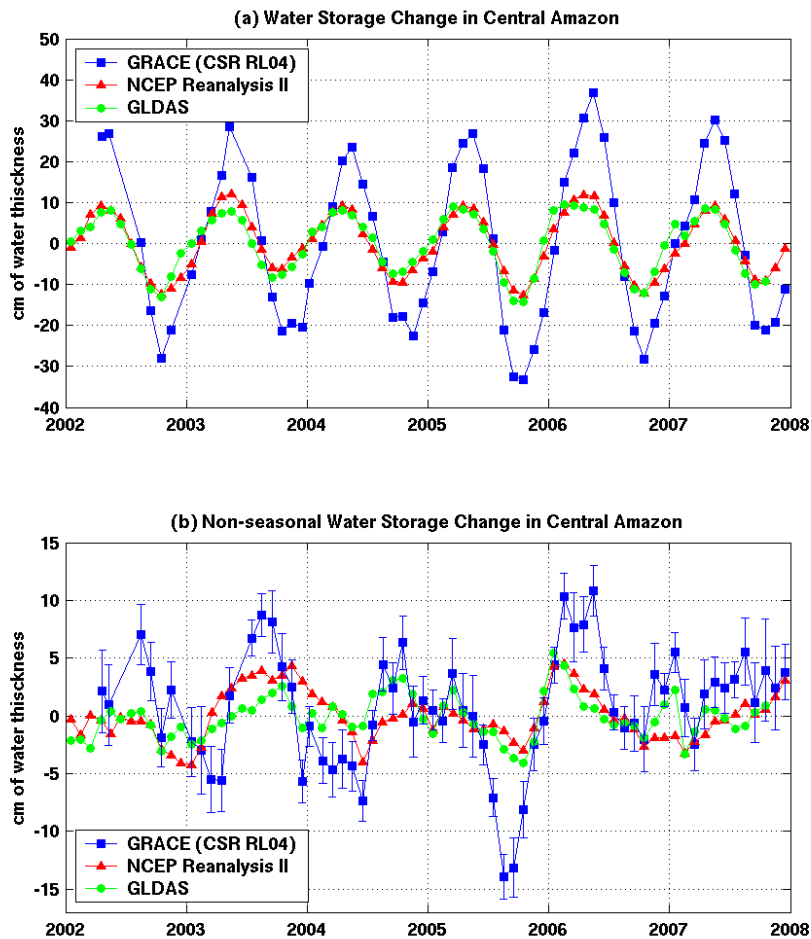 (a) Water Storage Change in Central Amazon
cm of water thisckness
50
40
30
20
10
0
-10
-20
-30
-40
GRACE (CSR RL04)
NCEP Reanalysis II
GLDAS
2002 2003 2004 2005 2006 2007 2008
(b) Non-seasonal Water Storage Change in Central Amazon
cm of water thickness
15
10
5
0
-5
-10
-15
GRACE (CSR RL04)
NCEP Reanalysis II
GLDAS
2002 2003 2004 2005 2006 2007 2008